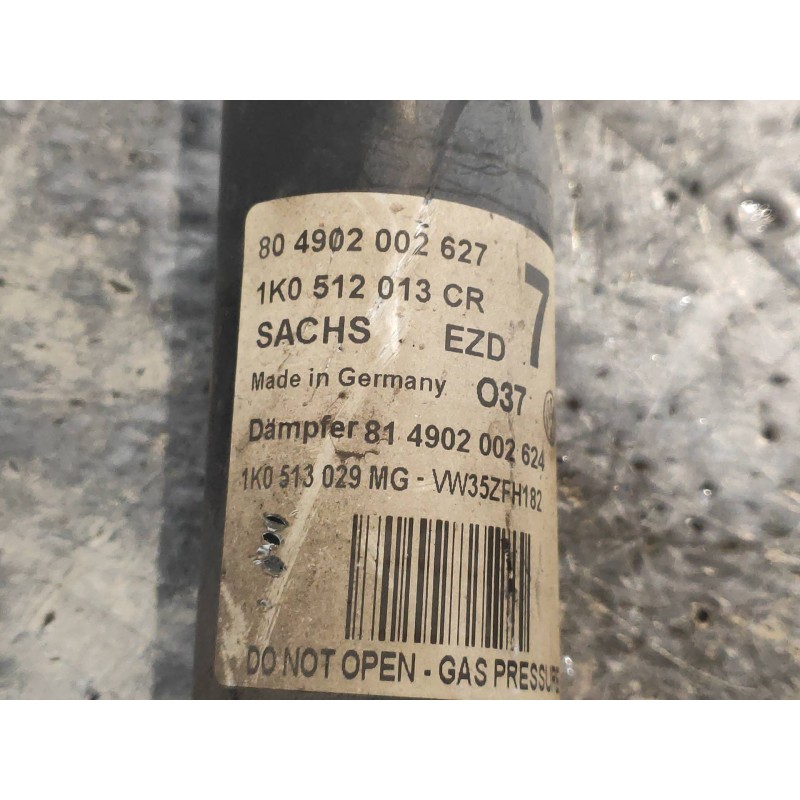 80 4902 002 627
1K0 512 013 CR
7
SACHS EZD
Made in Germany O37
Dämpfer 81 4902 002 624
1K0 513 029 MG - VW35ZFH182
DO NOT OPEN - GAS PRESSURE